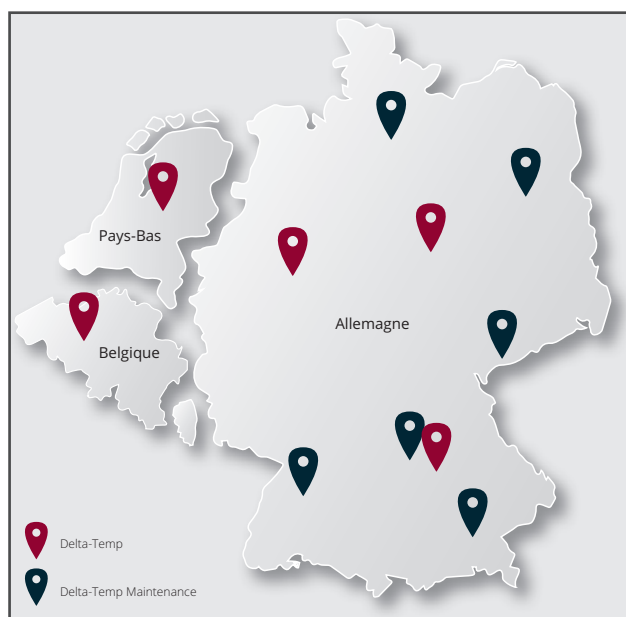 Pays-Bas
Allemagne
Belgique
Delta-Temp
Delta-Temp Maintenance